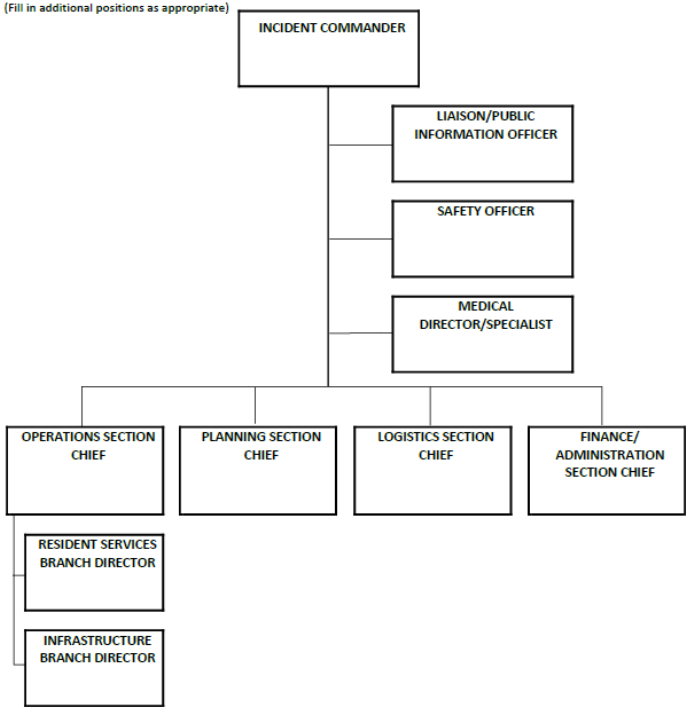 (Fill in additional positions as appropriate)
INCIDENT COMMANDER
LIAISON/PUBLIC
INFORMATION OFFICER
SAFETY OFFICER
MEDICAL
DIRECTOR/SPECIALIST
OPERATIONS SECTION
CHIEF
PLANNING SECTION
CHIEF
LOGISTICS SECTION
CHIEF
FINANCE/
ADMINISTRATION
SECTION CHIEF
RESIDENT SERVICES
BRANCH DIRECTOR
INFRASTRUCTURE
BRANCH DIRECTOR